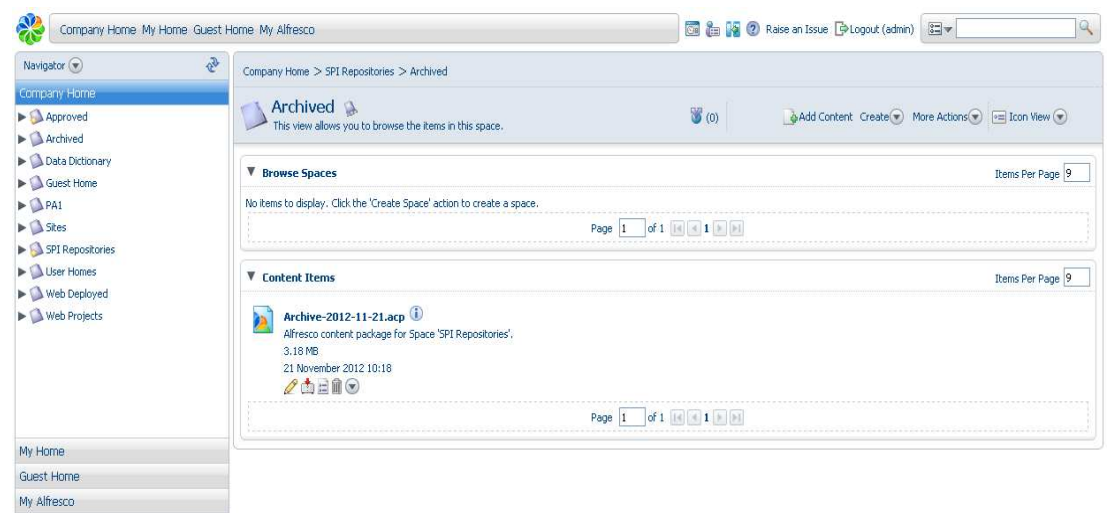 Company Home My Home Guest Home My Alfresco
Raise an Issue Logout (admin)
Navigator
Company Home > SPI Repositories > Archived
Company Home
Approved
Archived
Data Dictionary
Guest Home
PA1
Sites
SPI Repositories
User Homes
Web Deployed
Web Projects
My Home
Guest Home
My Alfresco
Archived
This view allows you to browse the items in this space.
(0)
Add Content Create More Actions Icon View
Browse Spaces
Items Per Page 9
No items to display. Click the 'Create Space' action to create a space.
Page 1 of 1 1
Content Items
Items Per Page 9
Archive-2012-11-21.acp
Alfresco content package for Space 'SPI Repositories'.
3.18 MB
21 November 2012 10:18
Page 1 of 1 1